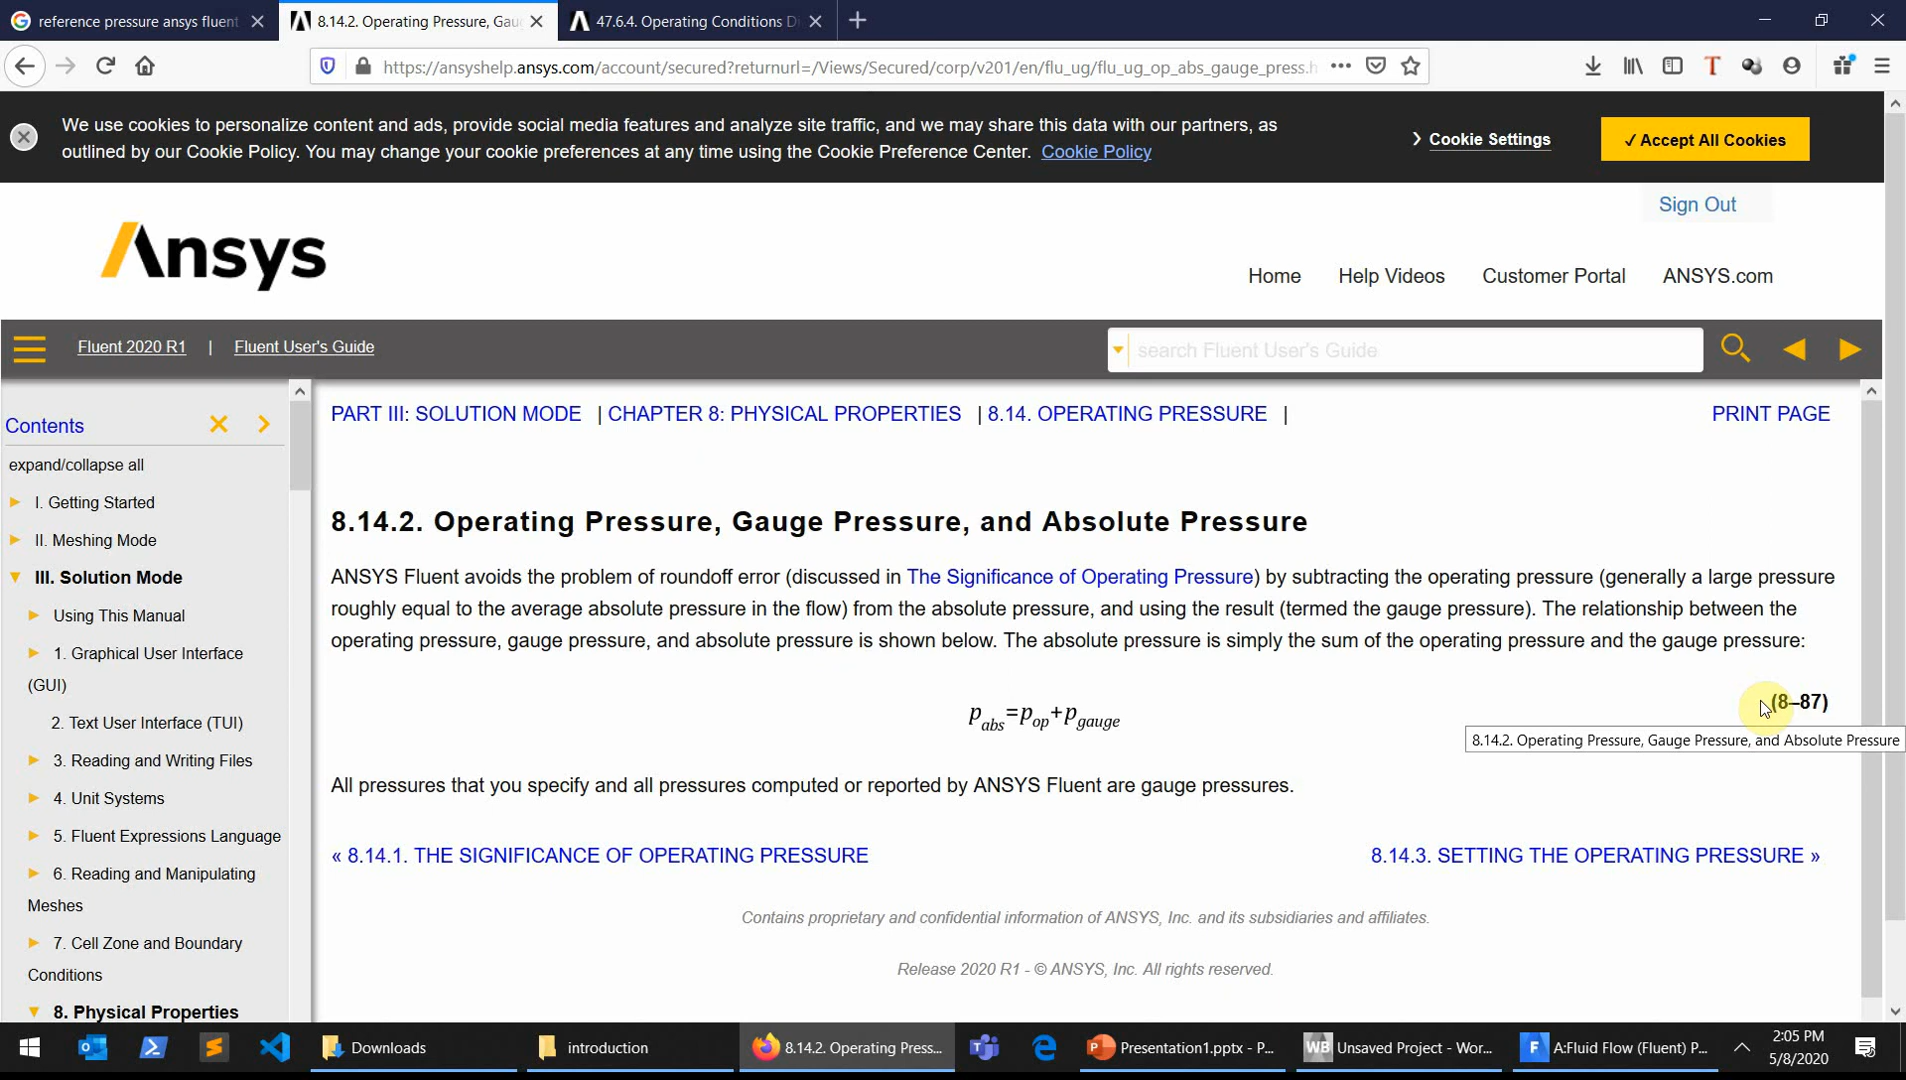 reference pressure ansys fluent
8.14.2. Operating Pressure, Gau
47.6.4. Operating Conditions D
https://ansyshelp.ansys.com/account/secured?returnurl=/Views/Secured/corp/v201/en/flu_ug/flu_ug_op_abs_gauge_press.h
We use cookies to personalize content and ads, provide social media features and analyze site traffic, and we may share this data with our partners, as
outlined by our Cookie Policy. You may change your cookie preferences at any time using the Cookie Preference Center. Cookie Policy
Cookie Settings
✓ Accept All Cookies
Sign Out
Ansys
Home Help Videos Customer Portal ANSYS.com
Fluent 2020 R1 | Fluent User's Guide
search Fluent User's Guide
Contents
expand/collapse all
I. Getting Started
II. Meshing Mode
III. Solution Mode
Using This Manual
1. Graphical User Interface
(GUI)
2. Text User Interface (TUI)
3. Reading and Writing Files
4. Unit Systems
5. Fluent Expressions Language
6. Reading and Manipulating
Meshes
7. Cell Zone and Boundary
Conditions
8. Physical Properties
PART III: SOLUTION MODE | CHAPTER 8: PHYSICAL PROPERTIES | 8.14. OPERATING PRESSURE |
PRINT PAGE
8.14.2. Operating Pressure, Gauge Pressure, and Absolute Pressure
ANSYS Fluent avoids the problem of roundoff error (discussed in The Significance of Operating Pressure) by subtracting the operating pressure (generally a large pressure
roughly equal to the average absolute pressure in the flow) from the absolute pressure, and using the result (termed the gauge pressure). The relationship between the
operating pressure, gauge pressure, and absolute pressure is shown below. The absolute pressure is simply the sum of the operating pressure and the gauge pressure:
p_abs=p_op+p_gauge
(8–87)
8.14.2. Operating Pressure, Gauge Pressure, and Absolute Pressure
All pressures that you specify and all pressures computed or reported by ANSYS Fluent are gauge pressures.
« 8.14.1. THE SIGNIFICANCE OF OPERATING PRESSURE
8.14.3. SETTING THE OPERATING PRESSURE »
Contains proprietary and confidential information of ANSYS, Inc. and its subsidiaries and affiliates.
Release 2020 R1 - © ANSYS, Inc. All rights reserved.
Downloads
introduction
8.14.2. Operating Press...
Presentation1.pptx - P...
WB
Unsaved Project - Wor...
A:Fluid Flow (Fluent) P...
2:05 PM
5/8/2020